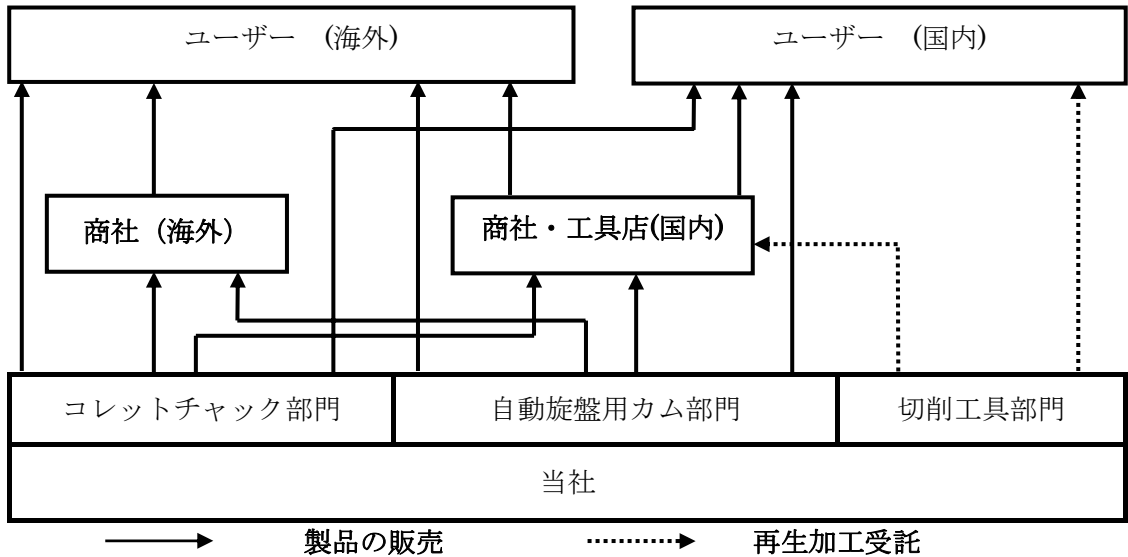 ユーザー　(海外)
ユーザー　(国内)
商社（海外）
商社・工具店(国内)
コレットチャック部門
自動旋盤用カム部門
切削工具部門
当社
製品の販売
再生加工受託